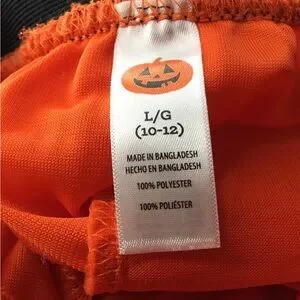 L/G
(10-12)
MADE IN BANGLADESH
HECHO EN BANGLADESH
100% POLYESTER
100% POLIÉSTER